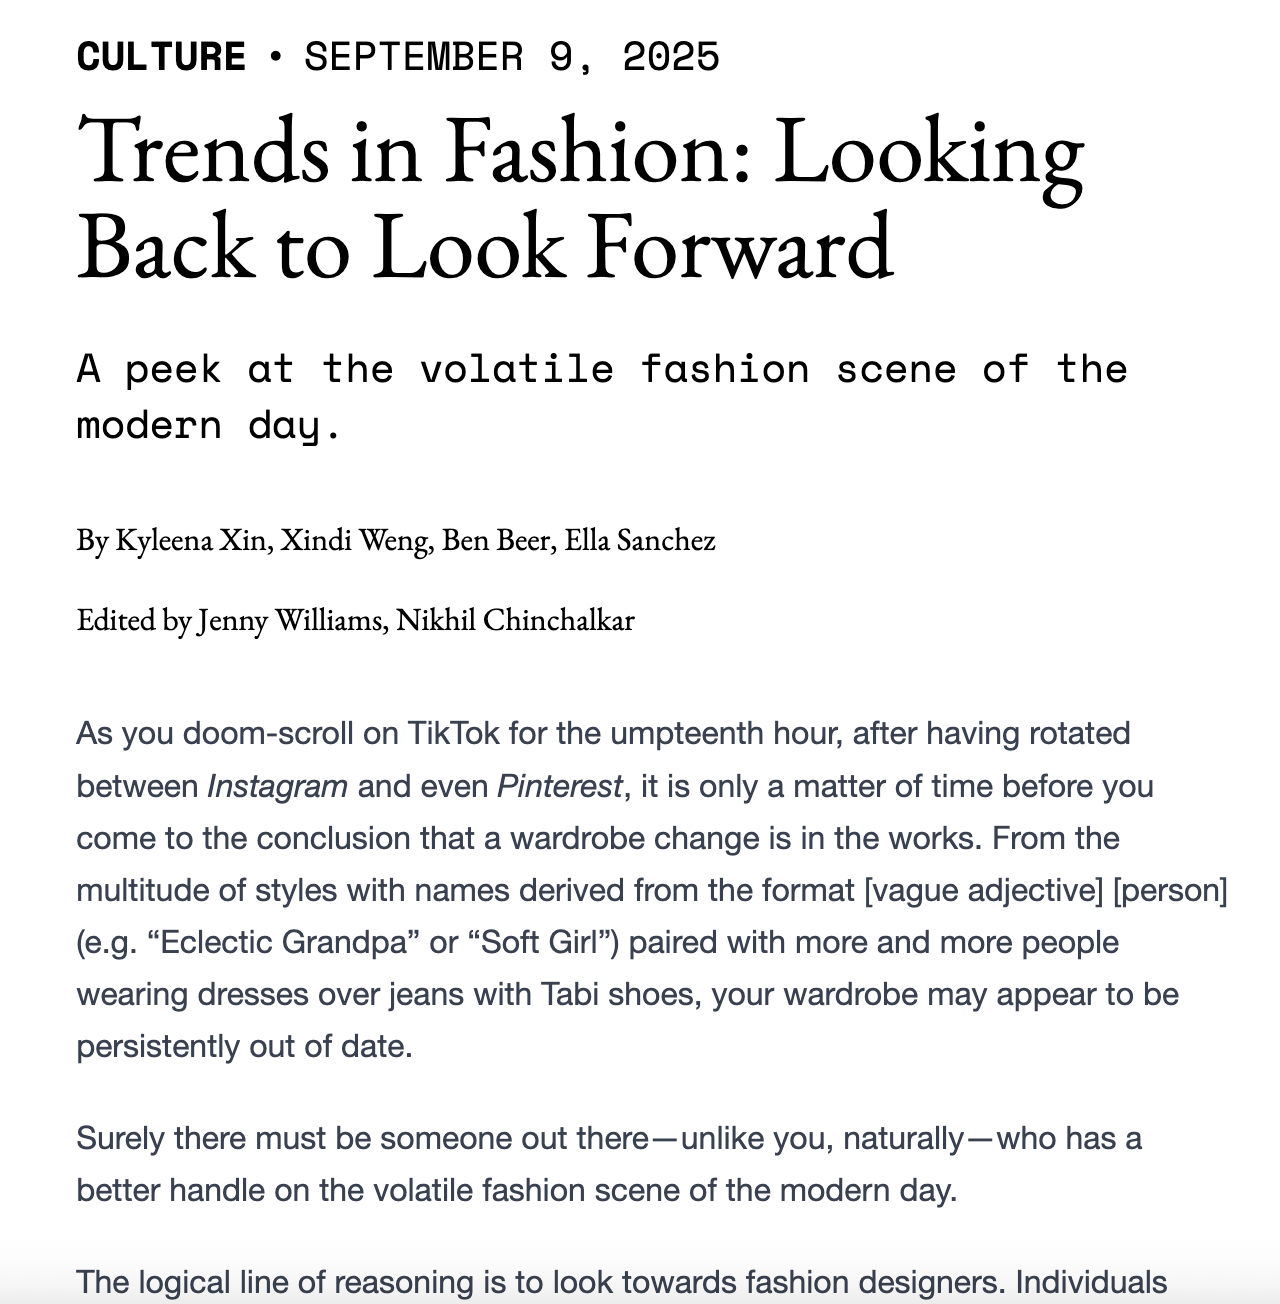 CULTURE • SEPTEMBER 9, 2025
Trends in Fashion: Looking
Back to Look Forward
A peek at the volatile fashion scene of the
modern day.
By Kyleena Xin, Xindi Weng, Ben Beer, Ella Sanchez
Edited by Jenny Williams, Nikhil Chinchalkar
As you doom-scroll on TikTok for the umpteenth hour, after having rotated
between Instagram and even Pinterest, it is only a matter of time before you
come to the conclusion that a wardrobe change is in the works. From the
multitude of styles with names derived from the format [vague adjective] [person]
(e.g. “Eclectic Grandpa” or “Soft Girl”) paired with more and more people
wearing dresses over jeans with Tabi shoes, your wardrobe may appear to be
persistently out of date.
Surely there must be someone out there—unlike you, naturally—who has a
better handle on the volatile fashion scene of the modern day.
The logical line of reasoning is to look towards fashion designers. Individuals